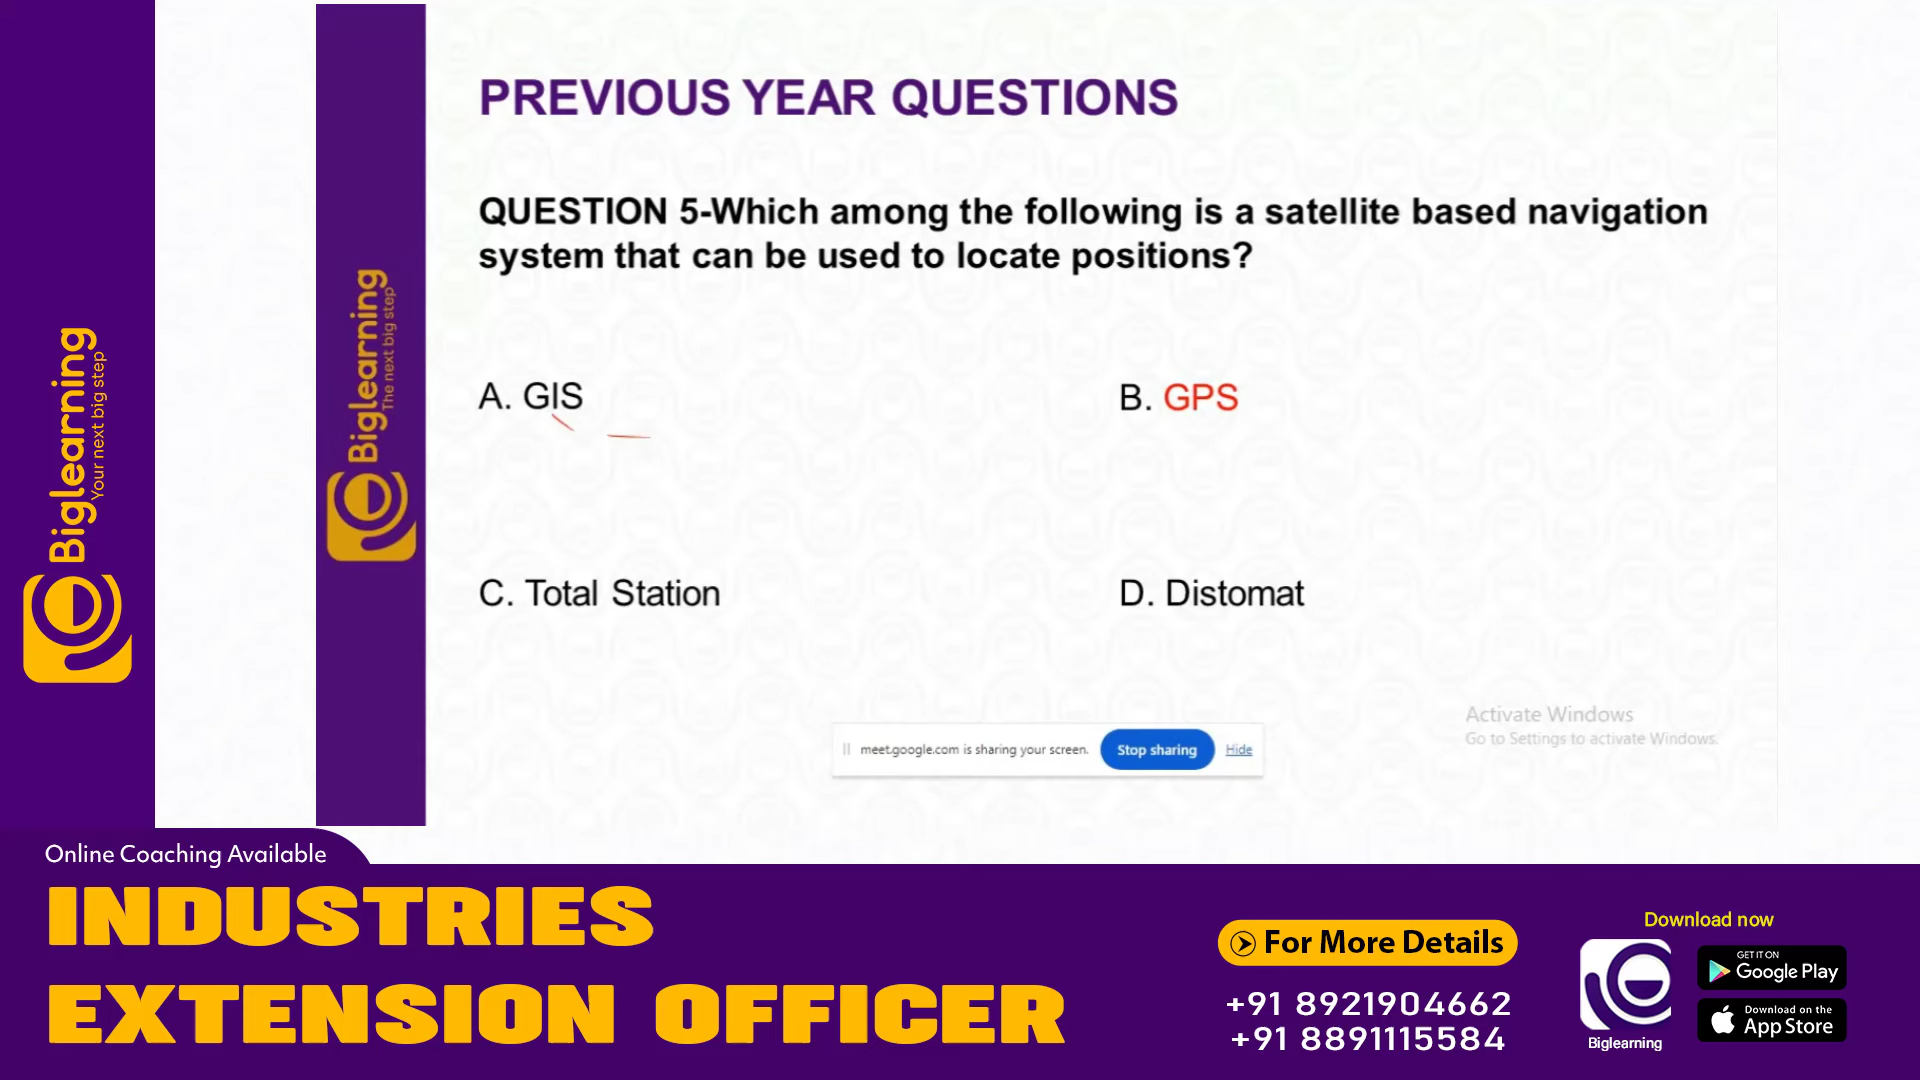 PREVIOUS YEAR QUESTIONS
QUESTION 5-Which among the following is a satellite based navigation
system that can be used to locate positions?
A. GIS
B. GPS
C. Total Station
D. Distomat
Biglearning
The next big step
Biglearning
Your next big step
meet.google.com is sharing your screen.
Stop sharing
Hide
Activate Windows
Go to Settings to activate Windows.
Online Coaching Available
INDUSTRIES
EXTENSION OFFICER
For More Details
+91 8921904662
+91 8891115584
Download now
GET IT ON
Google Play
Download on the
App Store
Biglearning